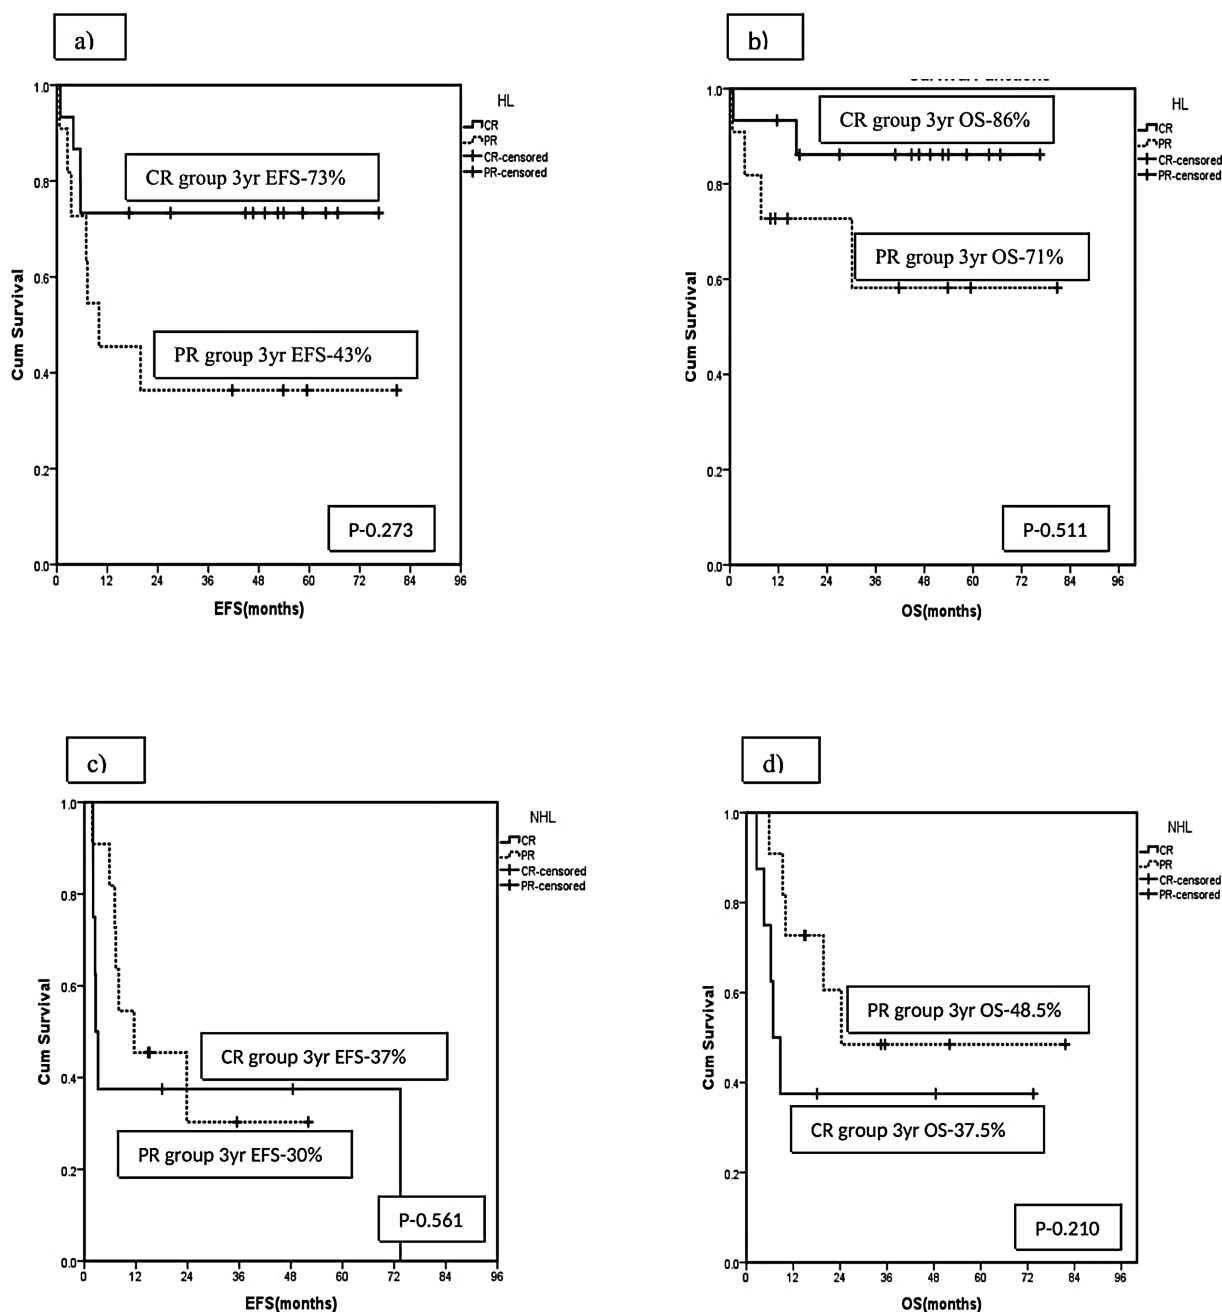 a)
HL
CR
PR
CR-censored
PR-censored
CR group 3yr EFS-73%
PR group 3yr EFS-43%
P-0.273
Cum Survival
1.0
0.8
0.6
0.4
0.2
0.0
0 12 24 36 48 60 72 84 96
EFS(months)
b)
Survival Functions
HL
CR
PR
CR-censored
PR-censored
CR group 3yr OS-86%
PR group 3yr OS-71%
P-0.511
Cum Survival
1.0
0.8
0.6
0.4
0.2
0.0
0 12 24 36 48 60 72 84 96
OS(months)
c)
NHL
CR
PR
CR-censored
PR-censored
CR group 3yr EFS-37%
PR group 3yr EFS-30%
P-0.561
Cum Survival
1.0
0.8
0.6
0.4
0.2
0.0
0 12 24 36 48 60 72 84 96
EFS(months)
d)
NHL
CR
PR
CR-censored
PR-censored
PR group 3yr OS-48.5%
CR group 3yr OS-37.5%
P-0.210
Cum Survival
1.0
0.8
0.6
0.4
0.2
0.0
0 12 24 36 48 60 72 84 96
OS(months)